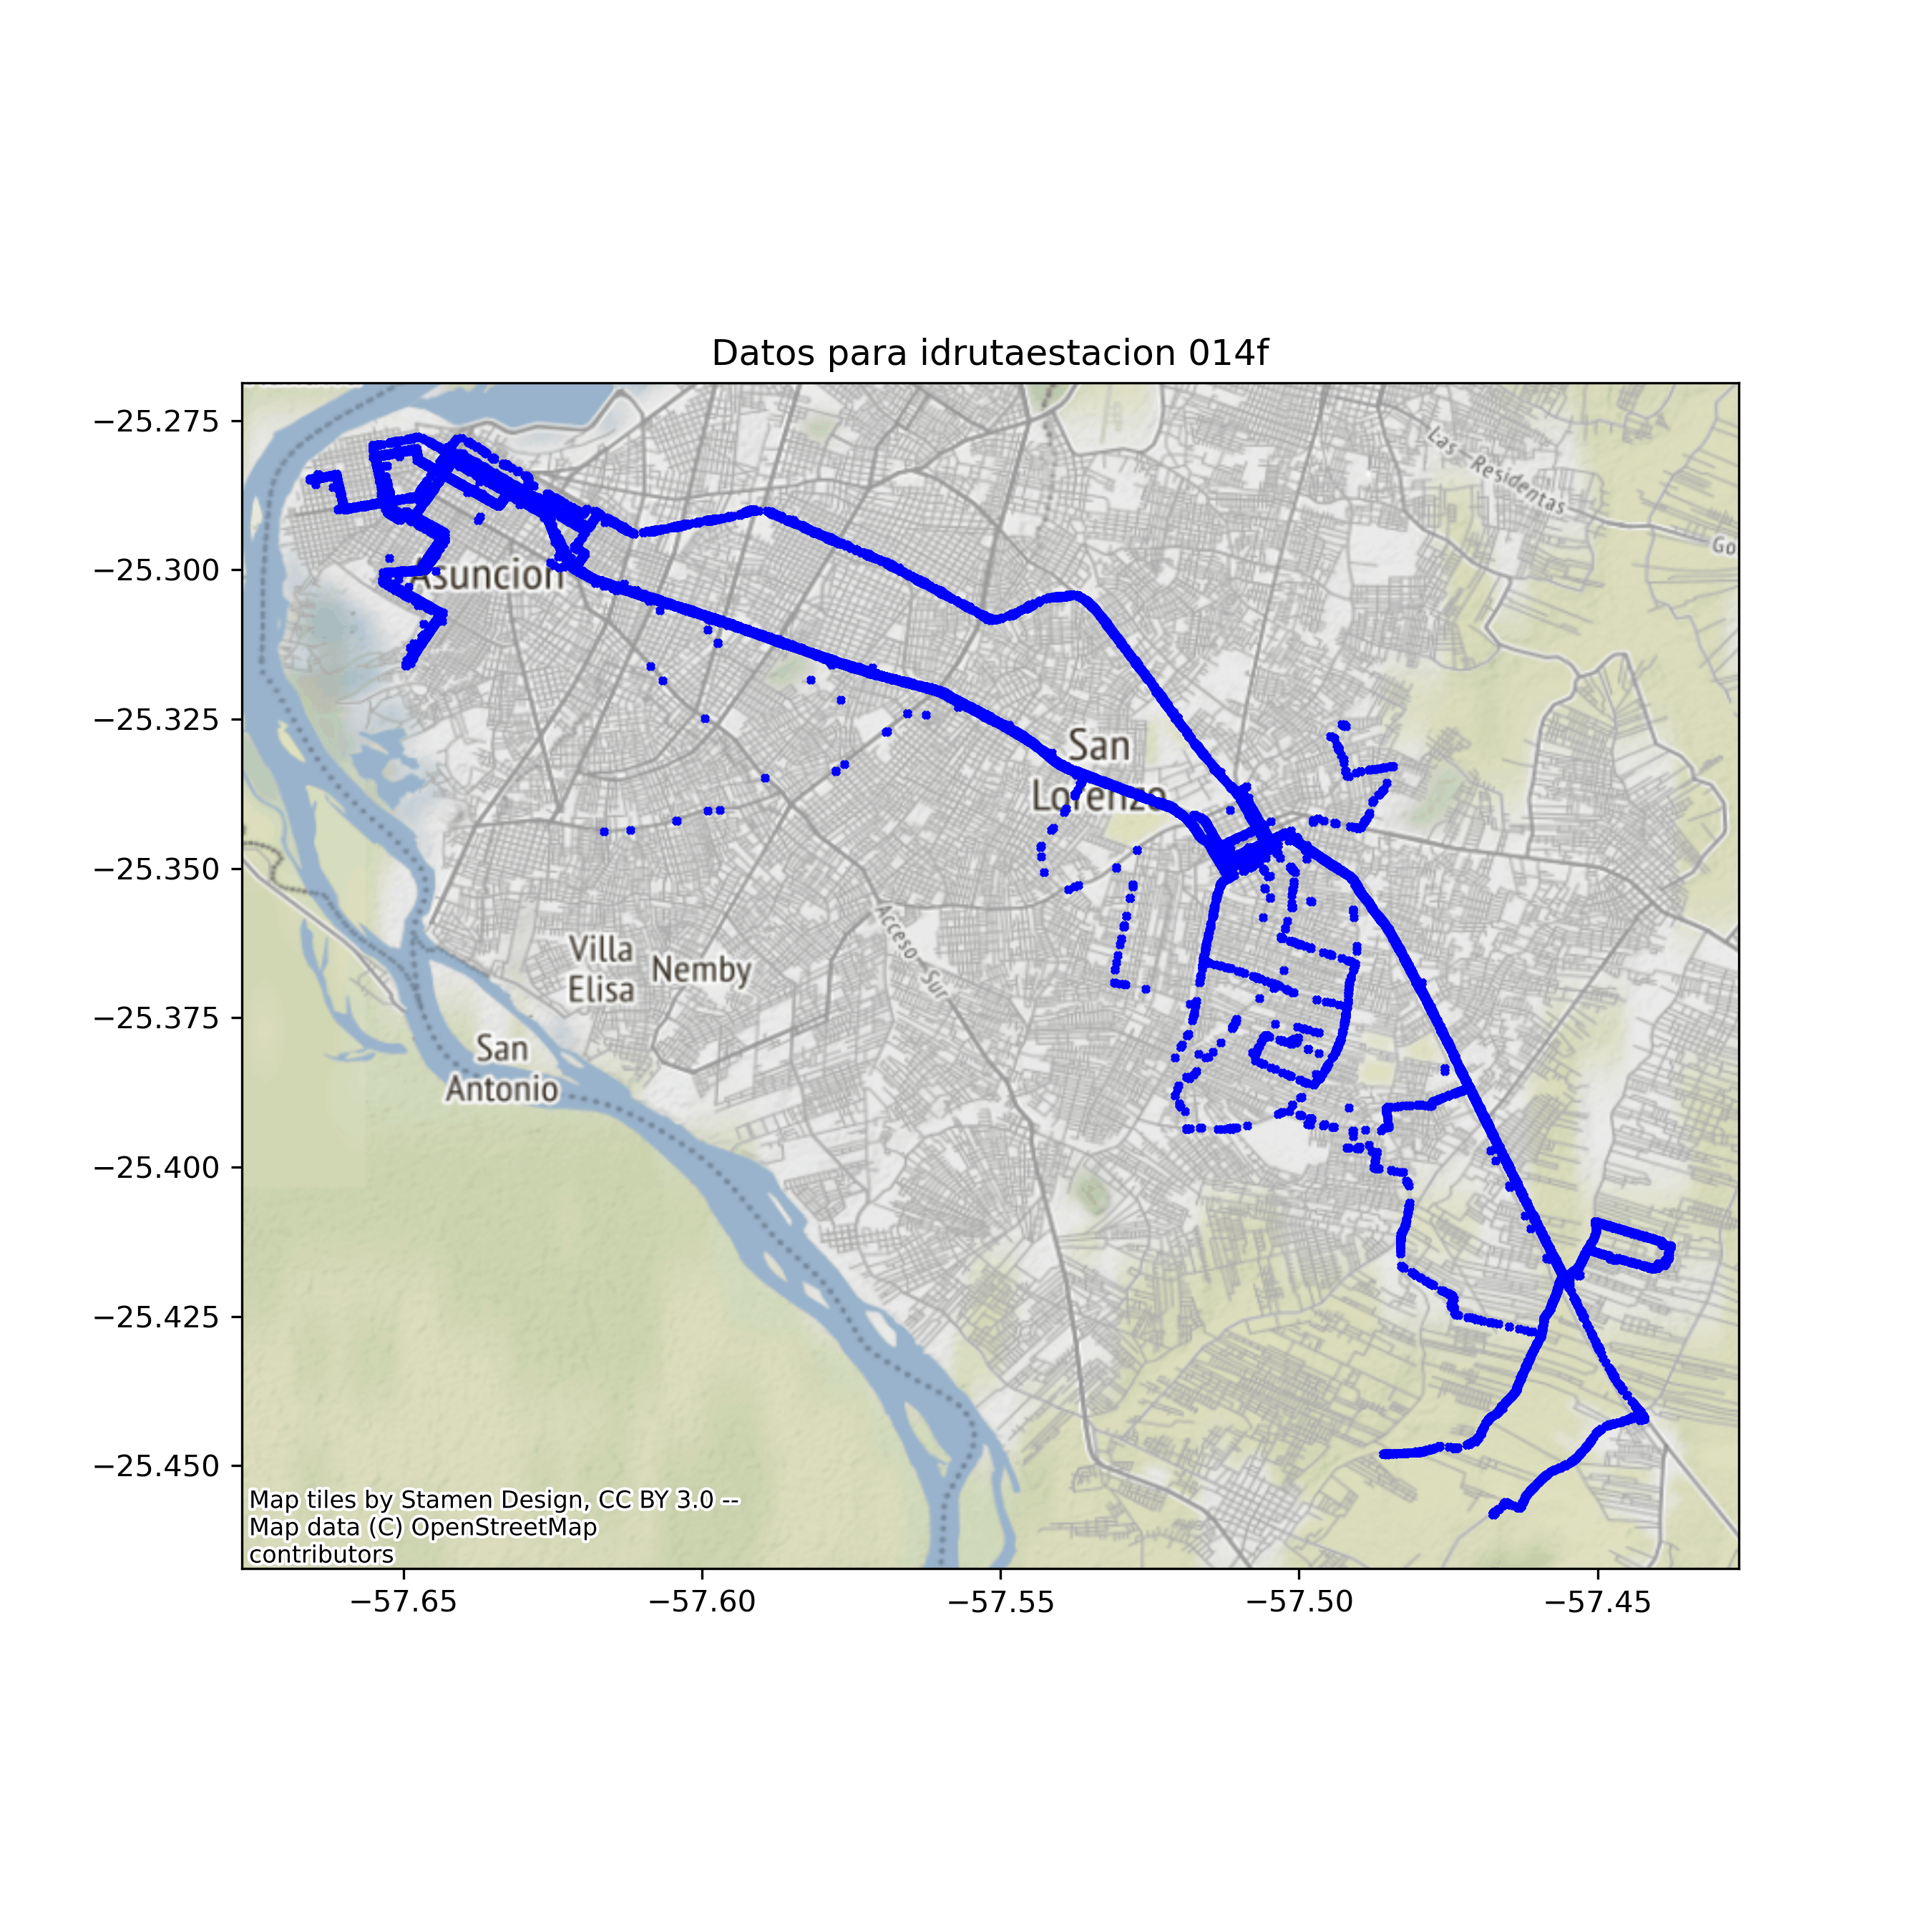 Datos para idrutaestacion 014f
−25.275
−25.300
−25.325
−25.350
−25.375
−25.400
−25.425
−25.450
Las Residentas
Go
Asuncion
San
Lorenzo
Acceso Sur
Villa
Elisa
Nemby
San
Antonio
Map tiles by Stamen Design, CC BY 3.0 --
Map data (C) OpenStreetMap
contributors
−57.65
−57.60
−57.55
−57.50
−57.45